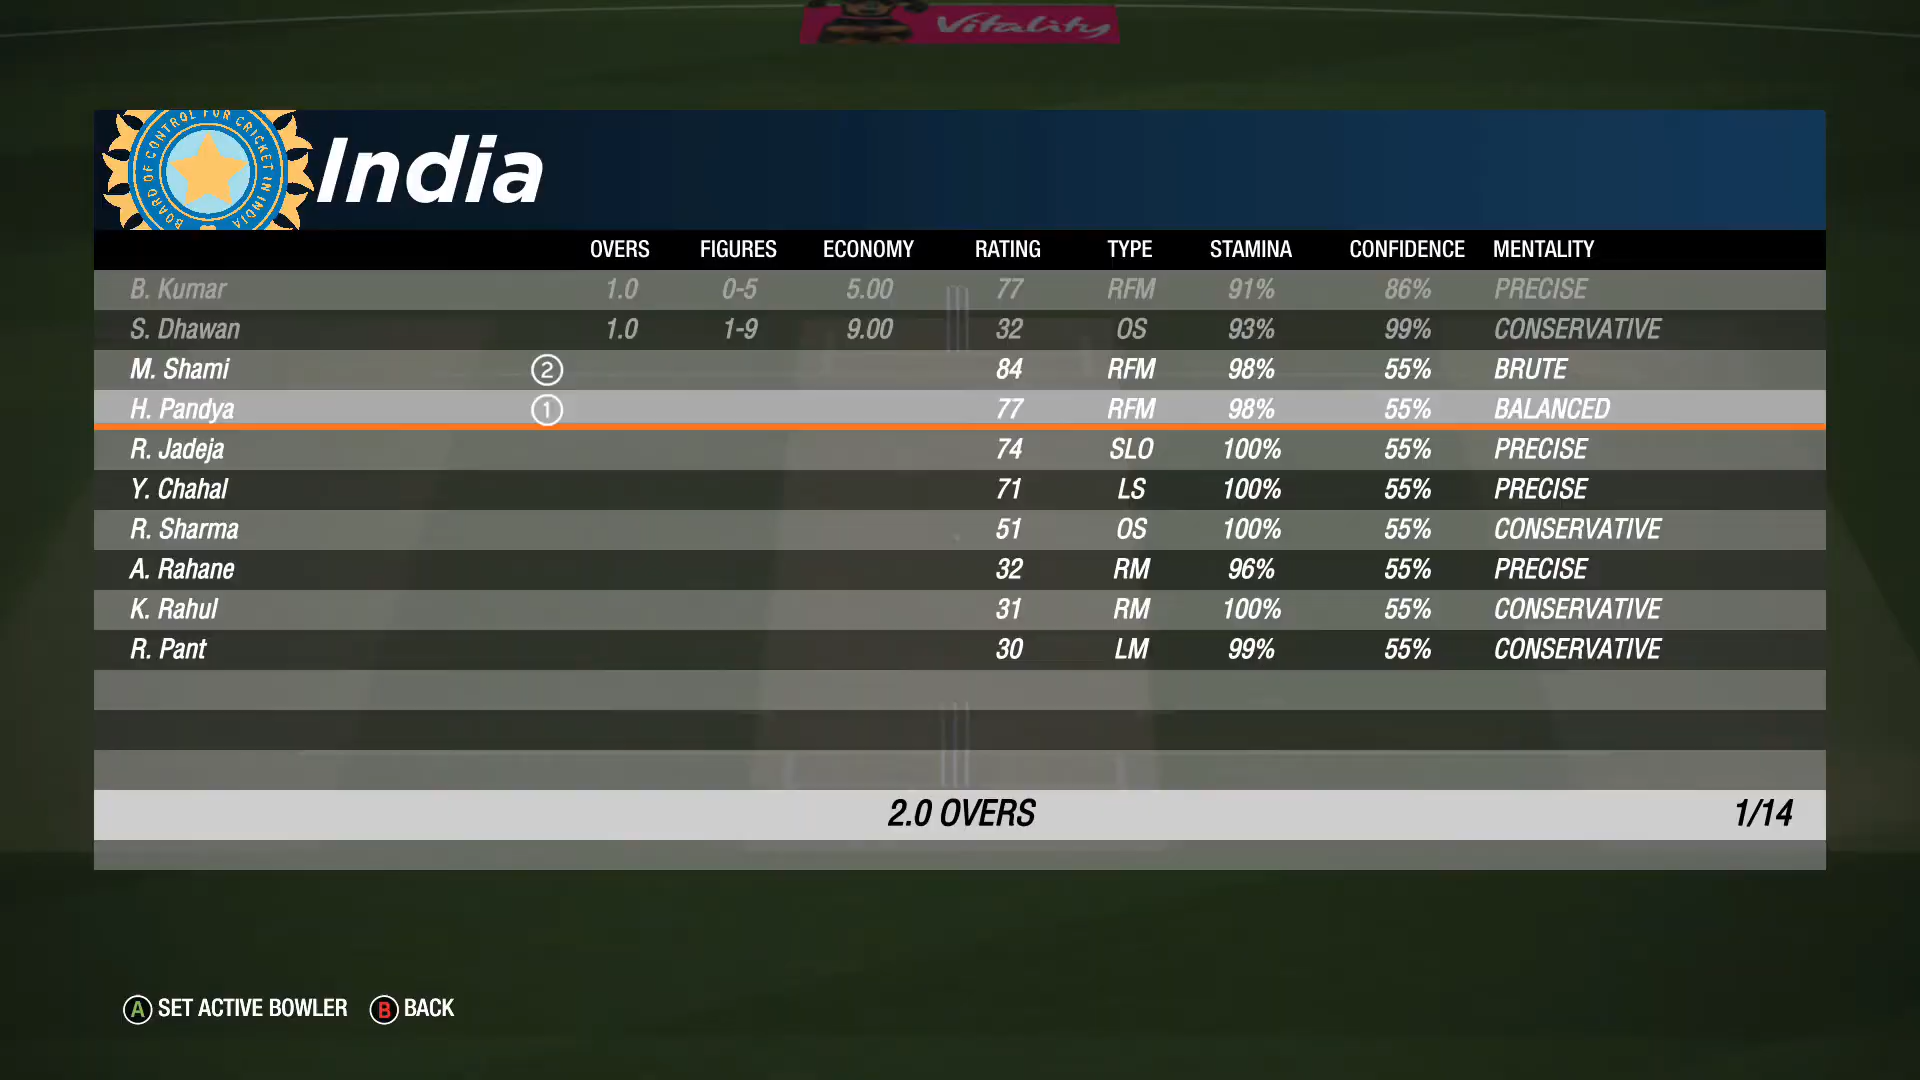 Vitality
BOARD OF CONTROL FOR CRICKET IN INDIA
India
OVERS FIGURES ECONOMY RATING TYPE STAMINA CONFIDENCE MENTALITY
B. Kumar 1.0 0-5 5.00 77 RFM 91% 86% PRECISE
S. Dhawan 1.0 1-9 9.00 32 OS 93% 99% CONSERVATIVE
M. Shami 2 84 RFM 98% 55% BRUTE
H. Pandya 1 77 RFM 98% 55% BALANCED
R. Jadeja 74 SLO 100% 55% PRECISE
Y. Chahal 71 LS 100% 55% PRECISE
R. Sharma 51 OS 100% 55% CONSERVATIVE
A. Rahane 32 RM 96% 55% PRECISE
K. Rahul 31 RM 100% 55% CONSERVATIVE
R. Pant 30 LM 99% 55% CONSERVATIVE
2.0 OVERS 1/14
A SET ACTIVE BOWLER B BACK